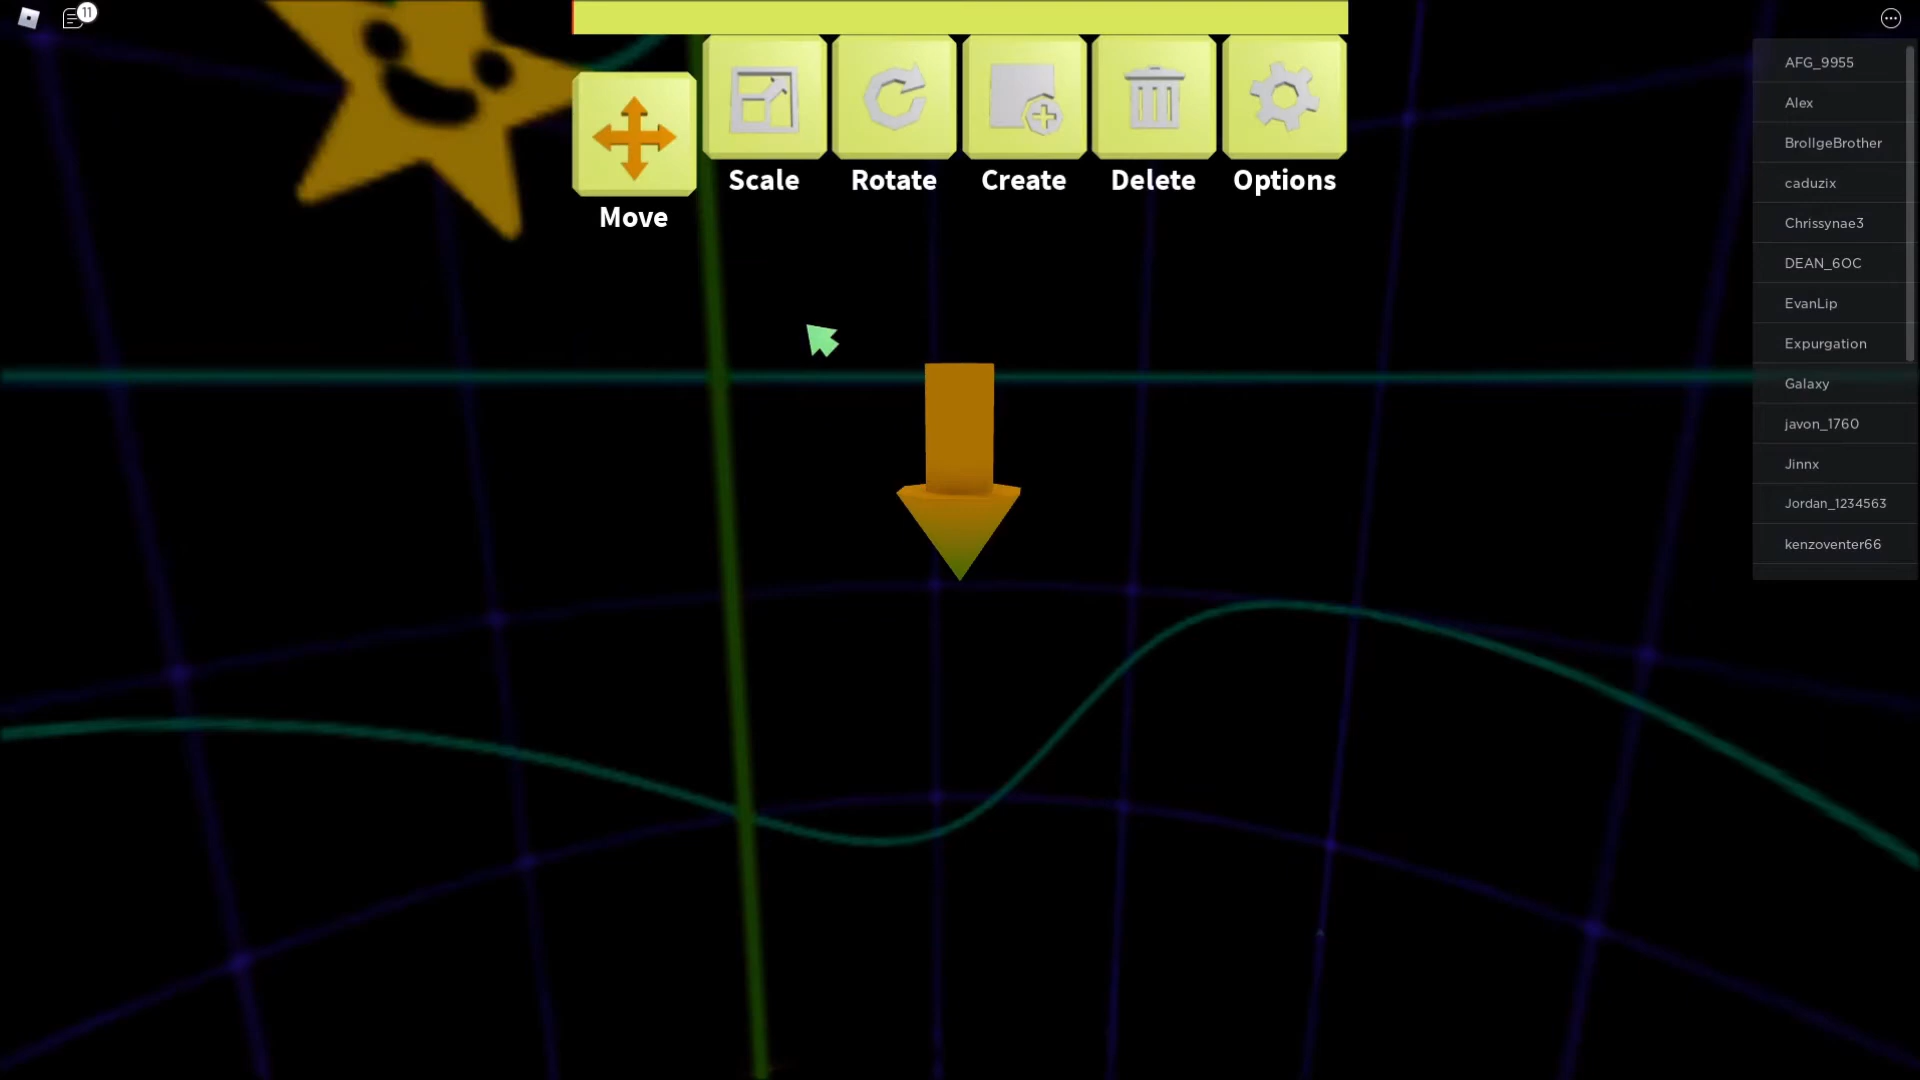 11
Move
Scale
Rotate
Create
Delete
Options
AFG_9955
Alex
BrollgeBrother
caduzix
Chrissynae3
DEAN_6OC
EvanLip
Expurgation
Galaxy
javon_1760
Jinnx
Jordan_1234563
kenzoventer66